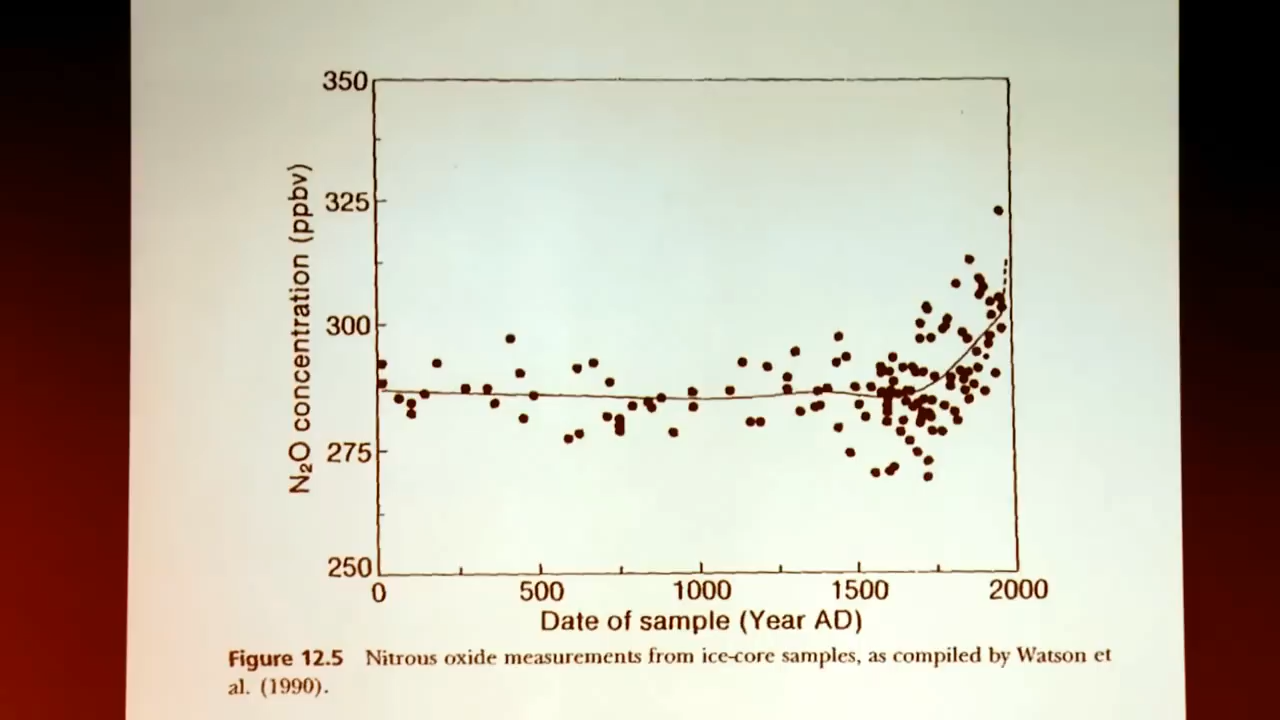 350
325
300
275
250
N₂O concentration (ppbv)
0 500 1000 1500 2000
Date of sample (Year AD)
Figure 12.5 Nitrous oxide measurements from ice-core samples, as compiled by Watson et
al. (1990).